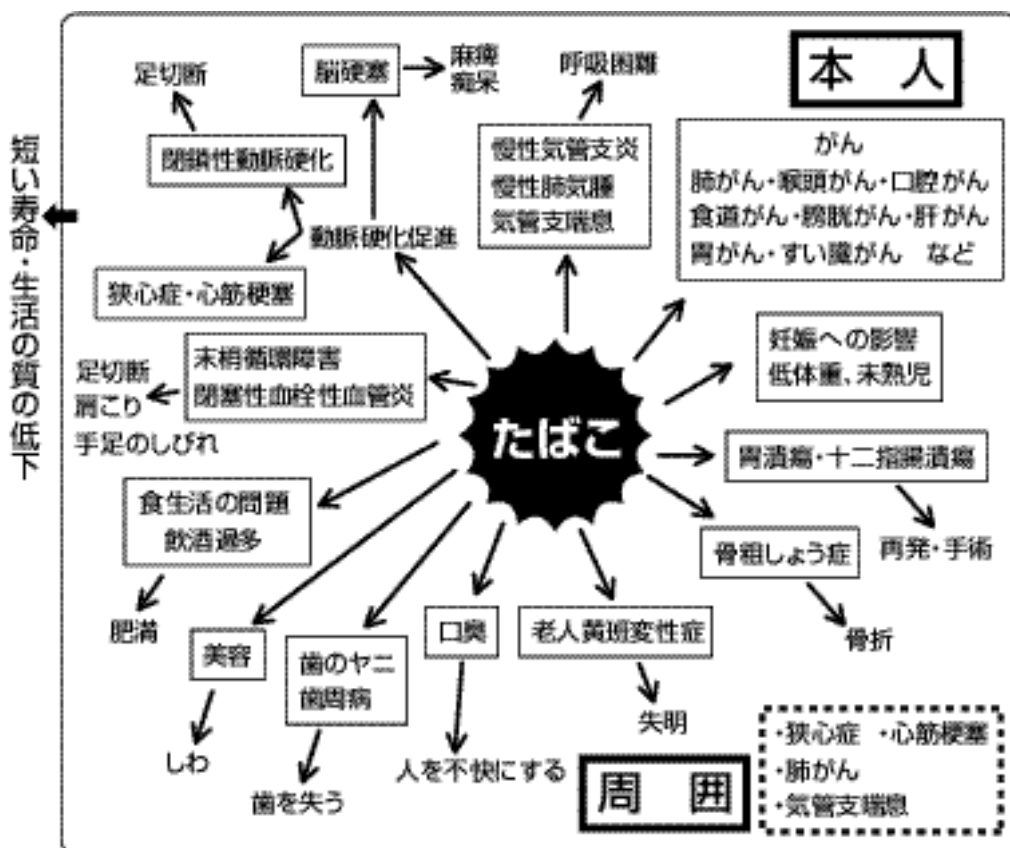 本 人
足切断
脳硬塞
麻痺
痴呆
呼吸困難
閉鎖性動脈硬化
慢性気管支炎
慢性肺気腫
気管支喘息
がん
肺がん・喉頭がん・口腔がん
食道がん・膀胱がん・肝がん
胃がん・すい臓がん など
短い寿命・生活の質の低下
動脈硬化促進
狭心症・心筋梗塞
末梢循環障害
閉塞性血栓性血管炎
足切断
肩こり
手足のしびれ
妊娠への影響
低体重、未熟児
たばこ
胃潰瘍・十二指腸潰瘍
再発・手術
食生活の問題
飲酒過多
肥満
骨粗しょう症
骨折
美容
しわ
歯のヤニ
歯周病
歯を失う
口臭
人を不快にする
老人黄班変性症
失明
周 囲
・狭心症 ・心筋梗塞
・肺がん
・気管支喘息